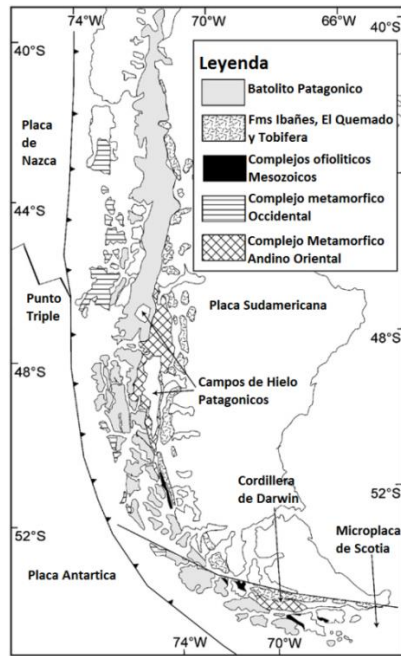 74°W
70°W
40°S
40°S
Leyenda
Batolito Patagonico
Fms Ibañes, El Quemado
y Tobifera
Complejos ofioliticos
Mesozoicos
Complejo metamorfico
Occidental
Complejo Metamorfico
Andino Oriental
Placa
de
Nazca
44°S
44°S
Punto
Triple
Placa Sudamericana
48°S
48°S
Campos de Hielo
Patagonicos
Cordillera
de Darwin
52°S
52°S
Microplaca
de Scotia
Placa Antartica
74°W
70°W
66°W